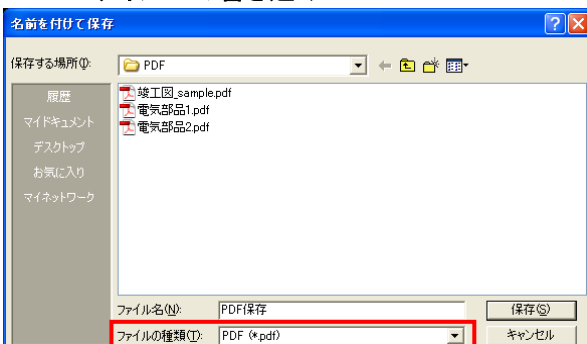 名前を付けて保存
保存する場所(I):
PDF
履歴
マイドキュメント
デスクトップ
お気に入り
マイネットワーク
竣工図_sample.pdf
電気部品1.pdf
電気部品2.pdf
ファイル名(N):
PDF保存
保存(S)
ファイルの種類(T):
PDF (*.pdf)
キャンセル